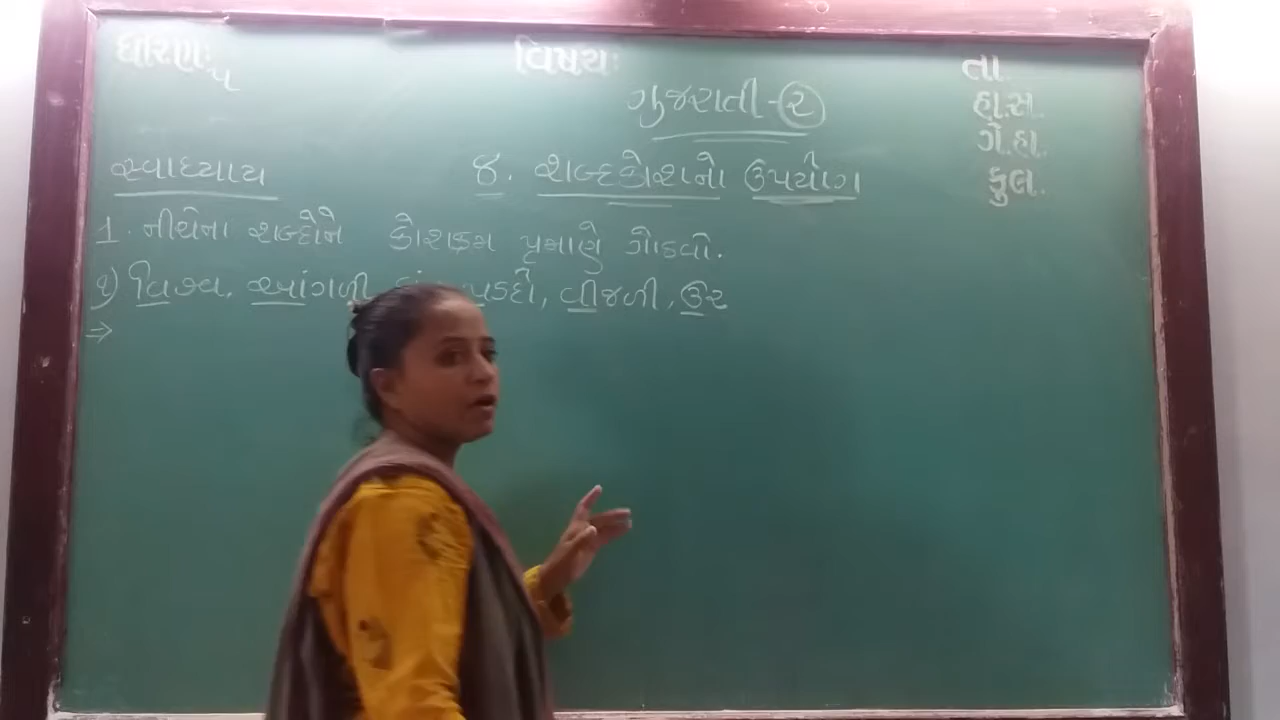 ધોરણઃ ૫
વિષયઃ
તા.
ગુજરાતી-૨
હા.સ.
ગે.હા.
કુલ.
સ્વાધ્યાય
૪. શબ્દકોશનો ઉપયોગ
1. નીચેના શબ્દોને કોશક્રમ પ્રમાણે ગોઠવો.
૧) વિશ્વ, આંગળી પડદો, વીજળી, ઉર
⇒